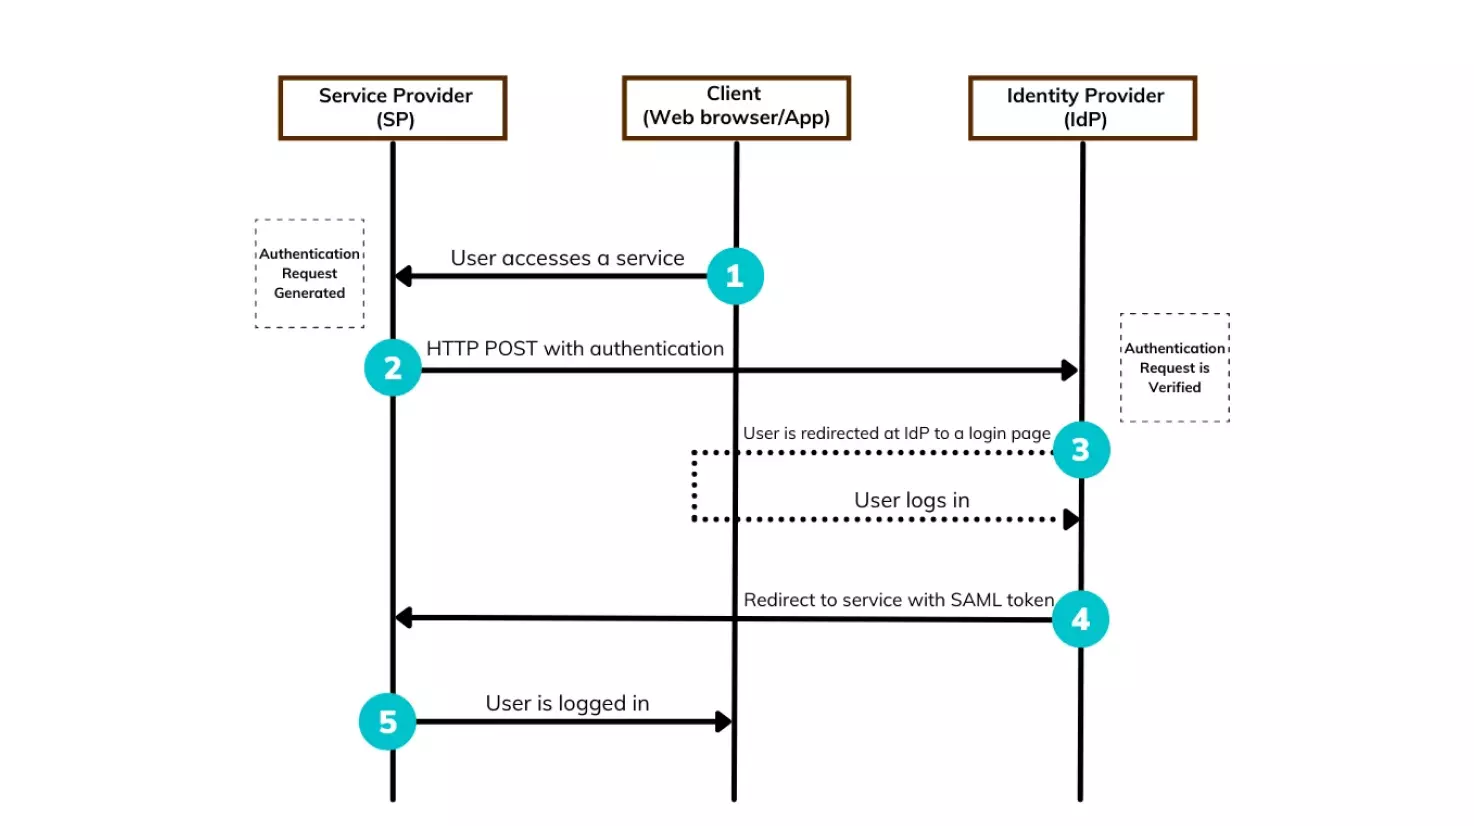 Service Provider
(SP)
Client
(Web browser/App)
Identity Provider
(IdP)
Authentication
Request
Generated
User accesses a service
1
2
HTTP POST with authentication
Authentication
Request is
Verified
User is redirected at IdP to a login page
3
User logs in
Redirect to service with SAML token
4
5
User is logged in